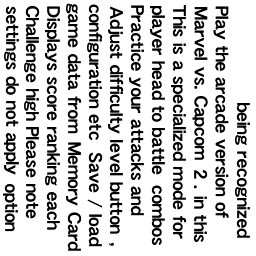 being recognized
Play the arcade version of
Marvel vs. Capcom 2 . in this
This is a specialized mode for
player head to battle combos
Practice your attacks and
Adjust difficulty level button ,
configuration etc Save / load
game data from Memory Card
Displays score ranking each
Challenge high Please note
settings do not apply option